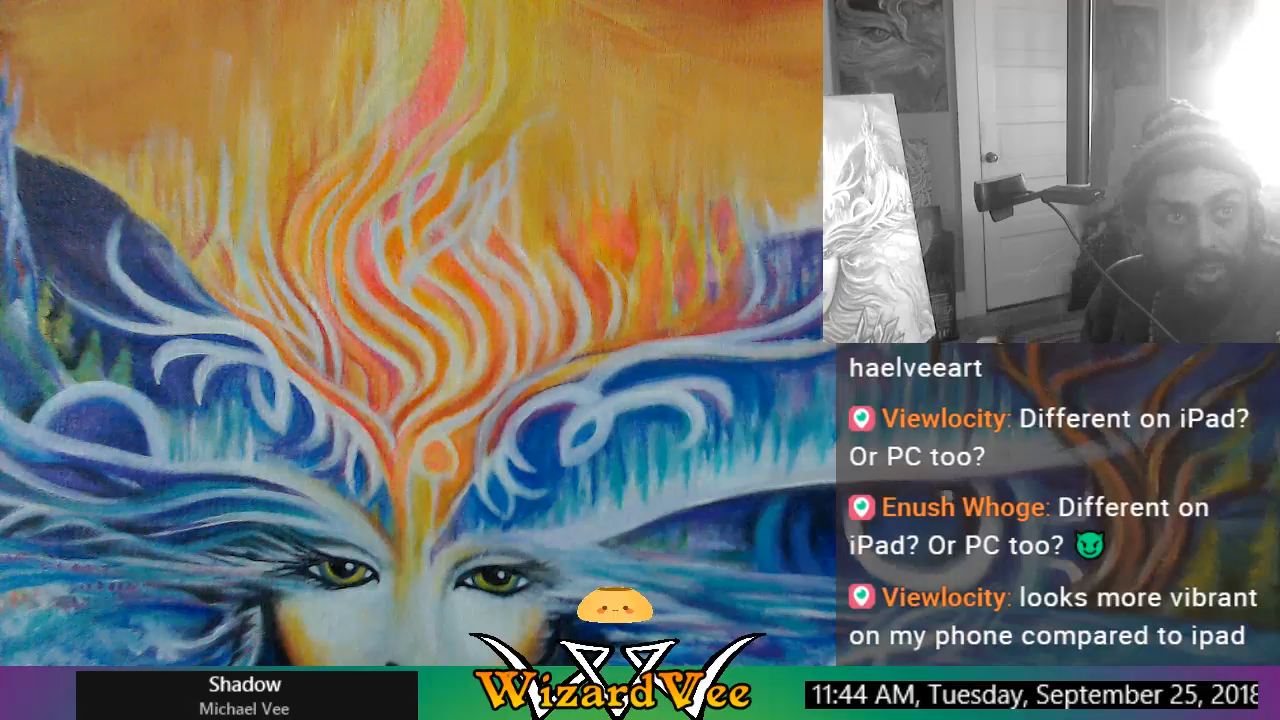 haelveeart
Viewlocity: Different on iPad?
Or PC too?
Enush Whoge: Different on
iPad? Or PC too? 😈
Viewlocity: looks more vibrant
on my phone compared to ipad
Shadow
Michael Vee
WizardVee
11:44 AM, Tuesday, September 25, 2018